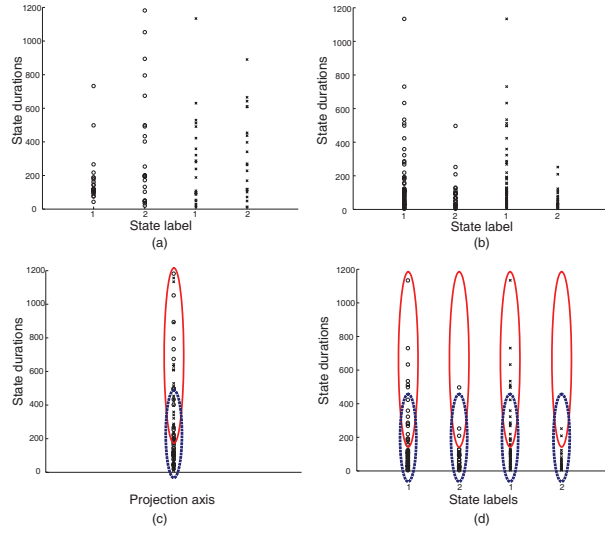 1200
1000
800
600
400
200
0
State durations
1 2 1 2
State label
(a)
1200
1000
800
600
400
200
0
State durations
1 2 1 2
State label
(b)
1200
1000
800
600
400
200
0
State durations
Projection axis
(c)
1200
1000
800
600
400
200
0
State durations
1 2 1 2
State labels
(d)